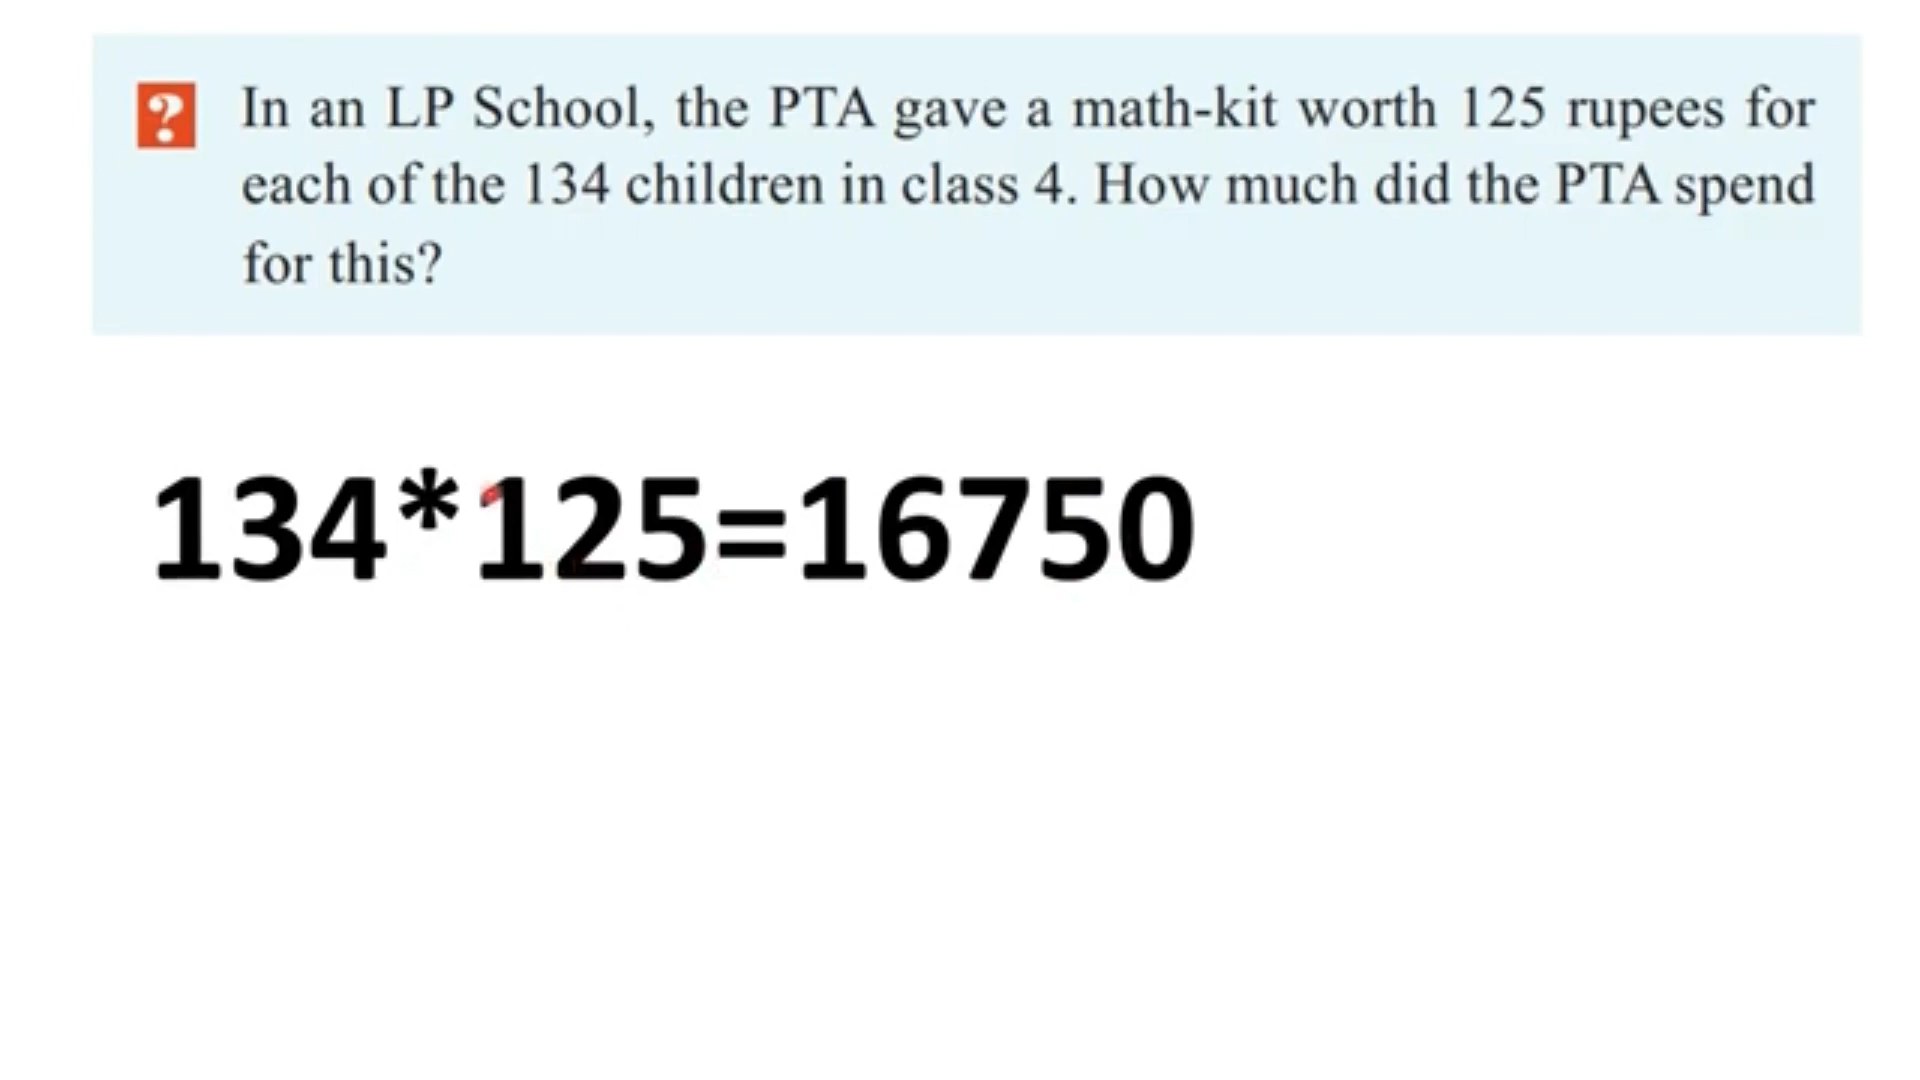 ? In an LP School, the PTA gave a math-kit worth 125 rupees for
each of the 134 children in class 4. How much did the PTA spend
for this?
134*125=16750